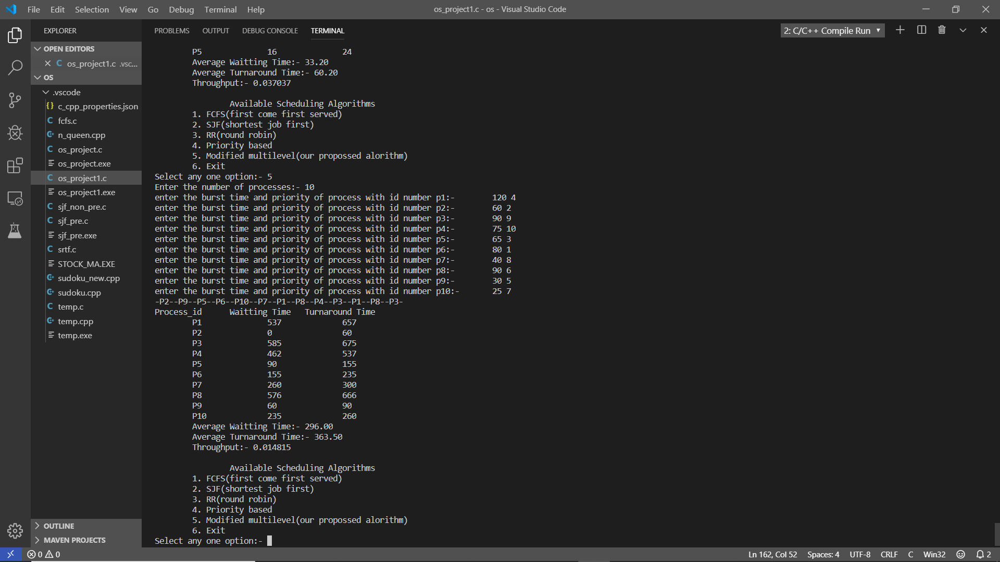 File Edit Selection View Go Debug Terminal Help
os_project1.c - os - Visual Studio Code
EXPLORER
OPEN EDITORS
os_project1.c .vsc...
OS
.vscode
c_cpp_properties.json
fcfs.c
n_queen.cpp
os_project.c
os_project.exe
os_project1.c
os_project1.exe
sjf_non_pre.c
sjf_pre.c
sjf_pre.exe
srtf.c
STOCK_MA.EXE
sudoku_new.cpp
sudoku.cpp
temp.c
temp.cpp
temp.exe
OUTLINE
MAVEN PROJECTS
PROBLEMS OUTPUT DEBUG CONSOLE TERMINAL
2: C/C++ Compile Run
P5 16 24
Average Waitting Time:- 33.20
Average Turnaround Time:- 60.20
Throughput:- 0.037037
Available Scheduling Algorithms
1. FCFS(first come first served)
2. SJF(shortest job first)
3. RR(round robin)
4. Priority based
5. Modified multilevel(our propossed alorithm)
6. Exit
Select any one option:- 5
Enter the number of processes:- 10
enter the burst time and priority of process with id number p1:- 120 4
enter the burst time and priority of process with id number p2:- 60 2
enter the burst time and priority of process with id number p3:- 90 9
enter the burst time and priority of process with id number p4:- 75 10
enter the burst time and priority of process with id number p5:- 65 3
enter the burst time and priority of process with id number p6:- 80 1
enter the burst time and priority of process with id number p7:- 40 8
enter the burst time and priority of process with id number p8:- 90 6
enter the burst time and priority of process with id number p9:- 30 5
enter the burst time and priority of process with id number p10:- 25 7
-P2--P9--P5--P6--P10--P7--P1--P8--P4--P3--P1--P8--P3-
Process_id Waitting Time Turnaround Time
P1 537 657
P2 0 60
P3 585 675
P4 462 537
P5 90 155
P6 155 235
P7 260 300
P8 576 666
P9 60 90
P10 235 260
Average Waitting Time:- 296.00
Average Turnaround Time:- 363.50
Throughput:- 0.014815
Available Scheduling Algorithms
1. FCFS(first come first served)
2. SJF(shortest job first)
3. RR(round robin)
4. Priority based
5. Modified multilevel(our propossed alorithm)
6. Exit
Select any one option:-
0 0
Ln 162, Col 52 Spaces: 4 UTF-8 CRLF C Win32 2